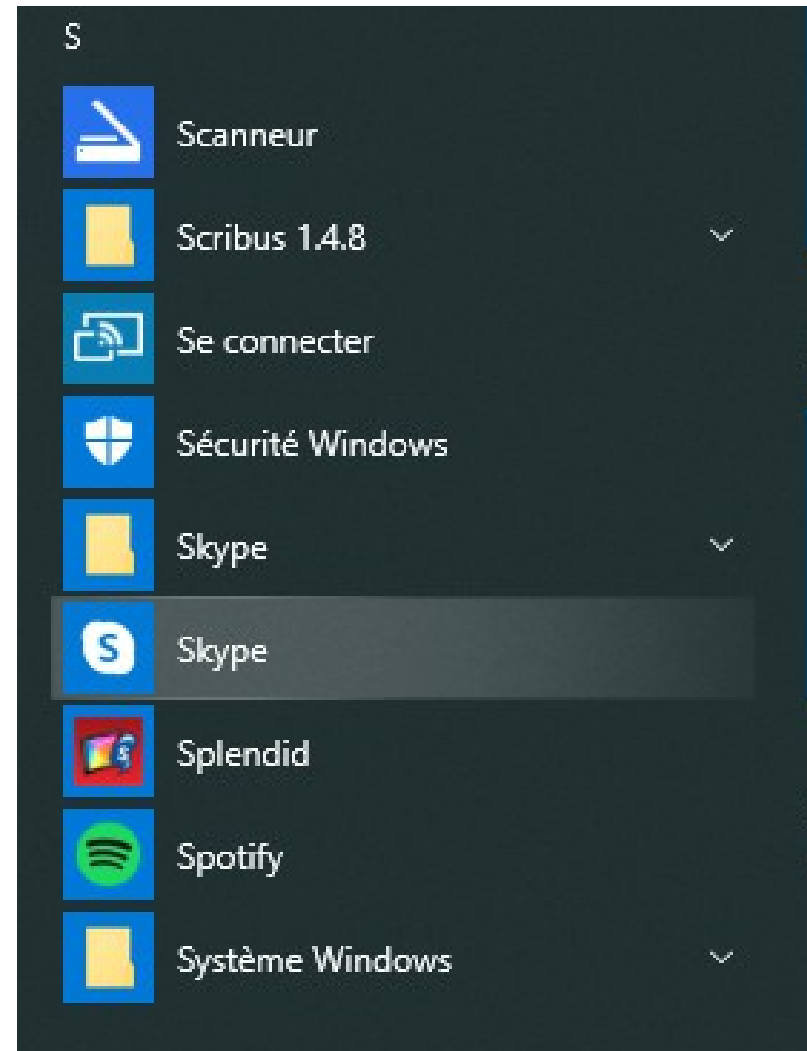 S
Scanneur
Scribus 1.4.8
Se connecter
Sécurité Windows
Skype
Skype
Splendid
Spotify
Système Windows